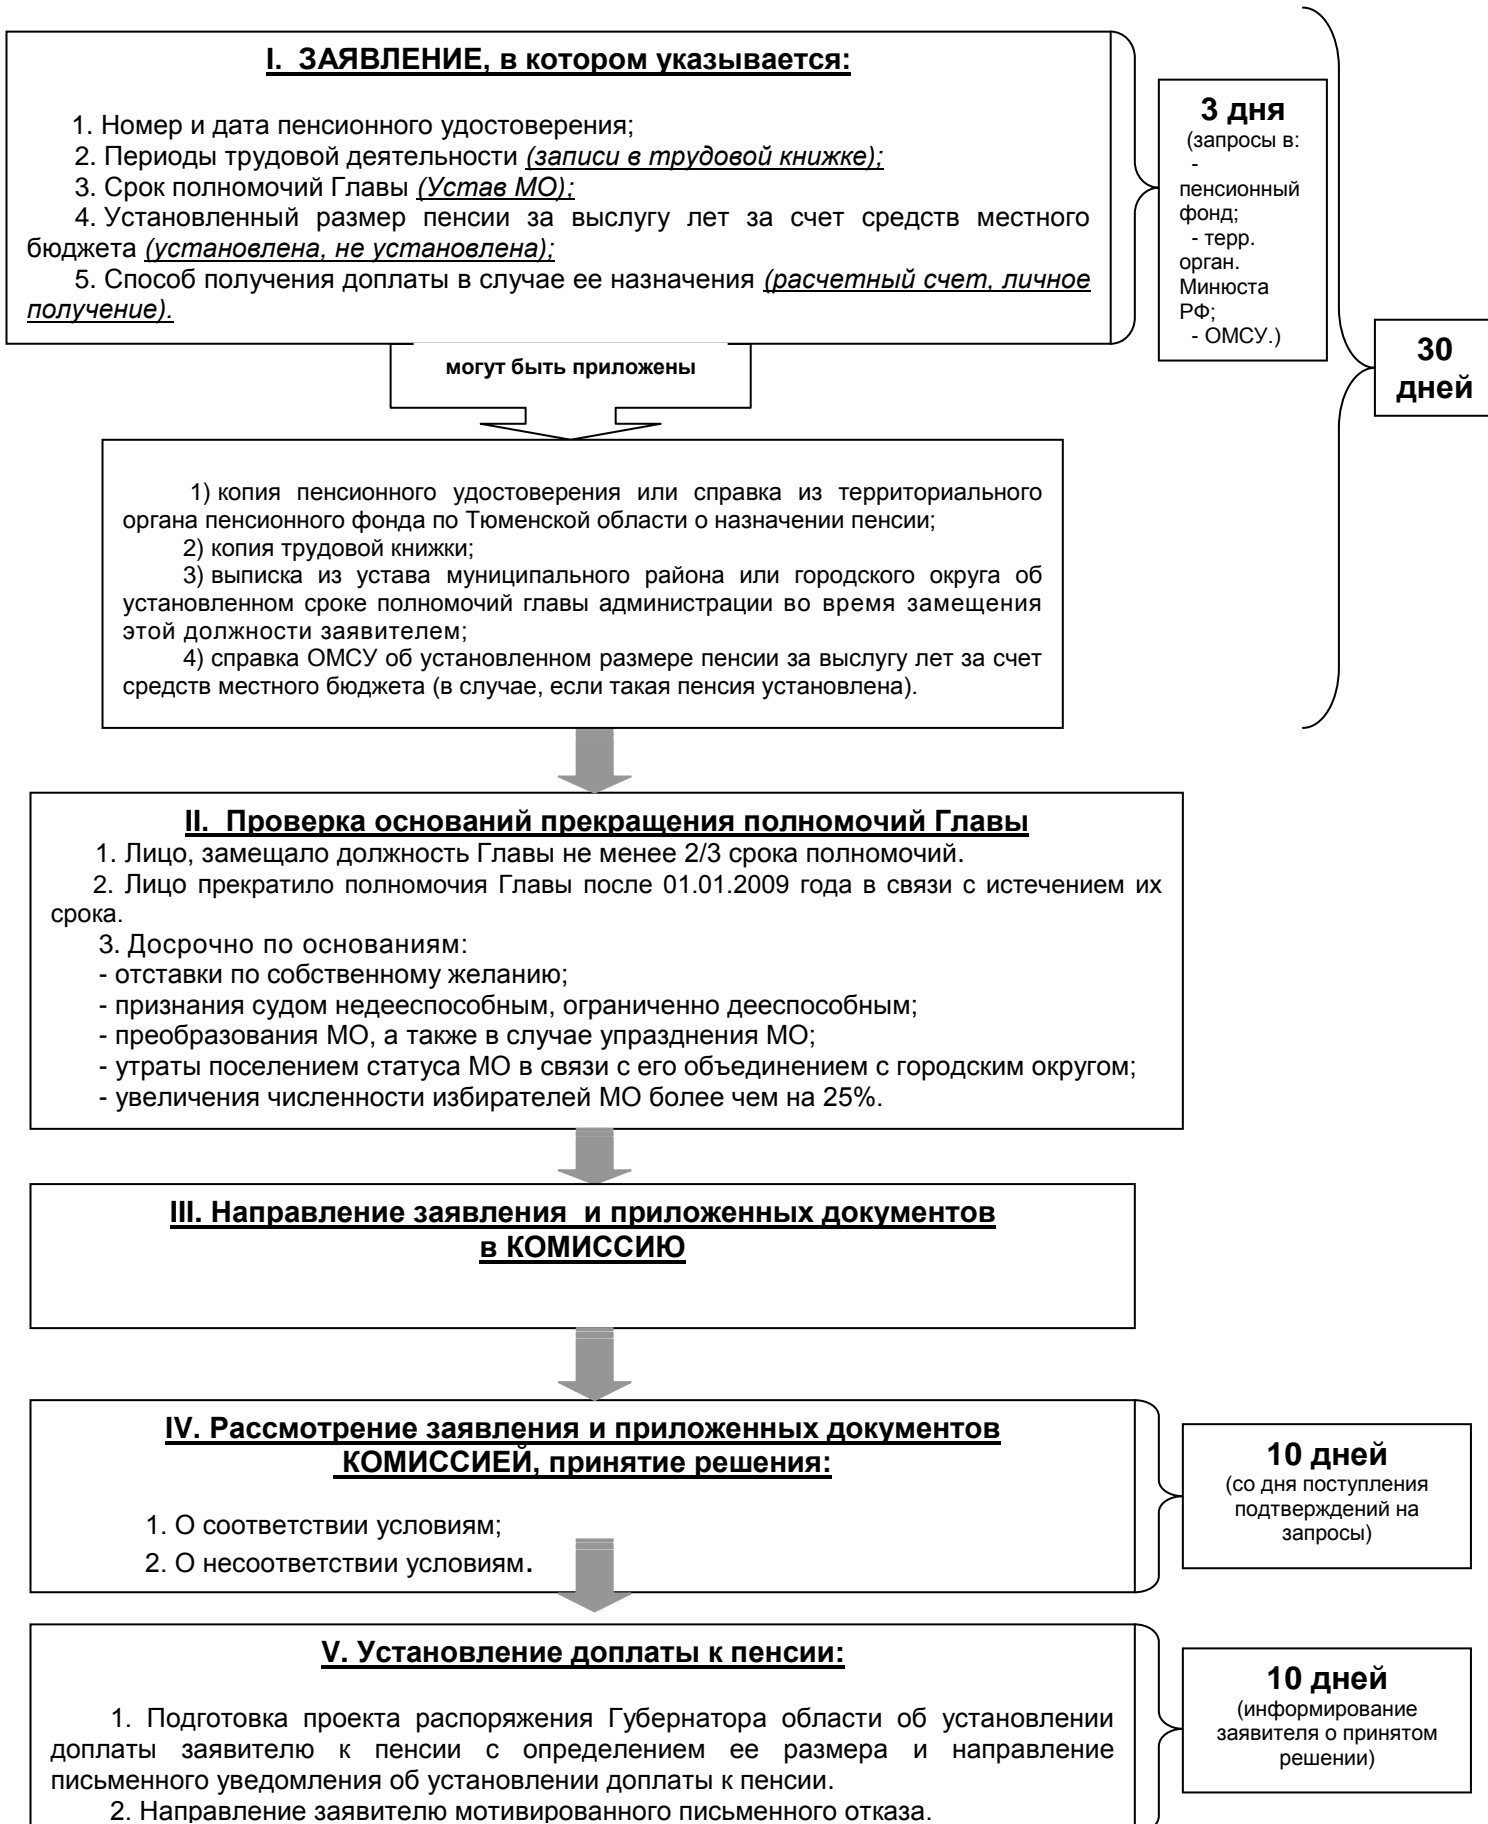 I.  ЗАЯВЛЕНИЕ, в котором указывается:
1. Номер и дата пенсионного удостоверения;
2. Периоды трудовой деятельности (записи в трудовой книжке);
3. Срок полномочий Главы (Устав МО);
4. Установленный размер пенсии за выслугу лет за счет средств местного
бюджета (установлена, не установлена);
5. Способ получения доплаты в случае ее назначения (расчетный счет, личное
получение).
3 дня
(запросы в:
-
пенсионный
фонд;
- терр.
орган.
Минюста
РФ;
- ОМСУ.)
30
дней
могут быть приложены
1) копия пенсионного удостоверения или справка из территориального
органа пенсионного фонда по Тюменской области о назначении пенсии;
2) копия трудовой книжки;
3) выписка из устава муниципального района или городского округа об
установленном сроке полномочий главы администрации во время замещения
этой должности заявителем;
4) справка ОМСУ об установленном размере пенсии за выслугу лет за счет
средств местного бюджета (в случае, если такая пенсия установлена).
II.  Проверка оснований прекращения полномочий Главы
1. Лицо, замещало должность Главы не менее 2/3 срока полномочий.
2. Лицо прекратило полномочия Главы после 01.01.2009 года в связи с истечением их
срока.
3. Досрочно по основаниям:
- отставки по собственному желанию;
- признания судом недееспособным, ограниченно дееспособным;
- преобразования МО, а также в случае упразднения МО;
- утраты поселением статуса МО в связи с его объединением с городским округом;
- увеличения численности избирателей МО более чем на 25%.
III. Направление заявления  и приложенных документов
в КОМИССИЮ
IV. Рассмотрение заявления и приложенных документов
КОМИССИЕЙ, принятие решения:
1. О соответствии условиям;
2. О несоответствии условиям.
10 дней
(со дня поступления
подтверждений на
запросы)
V. Установление доплаты к пенсии:
1. Подготовка проекта распоряжения Губернатора области об установлении
доплаты заявителю к пенсии с определением ее размера и направление
письменного уведомления об установлении доплаты к пенсии.
2. Направление заявителю мотивированного письменного отказа.
10 дней
(информирование
заявителя о принятом
решении)